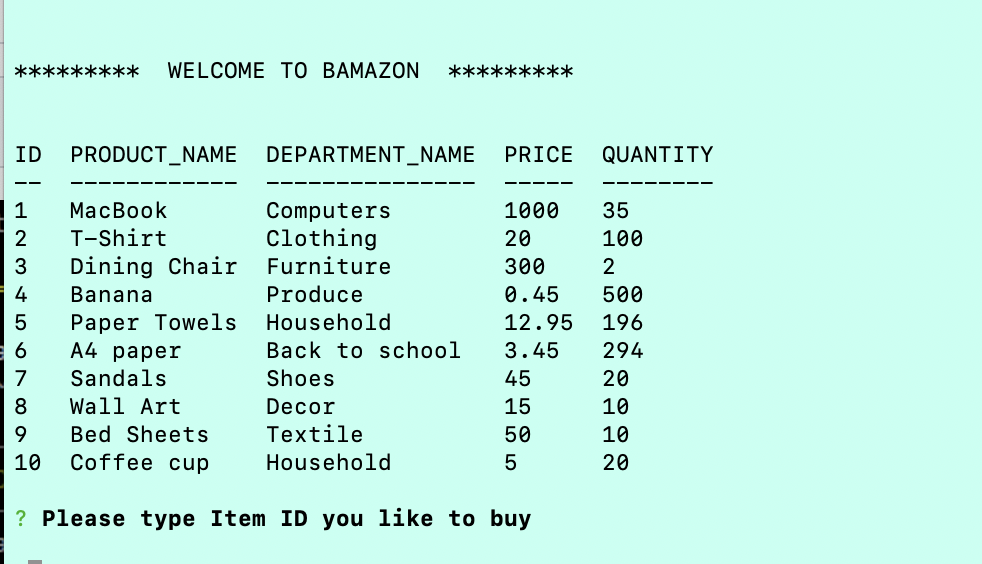 *********  WELCOME TO BAMAZON  *********
ID  PRODUCT_NAME  DEPARTMENT_NAME  PRICE  QUANTITY
--  ------------  ---------------  -----  --------
1   MacBook       Computers        1000   35
2   T-Shirt       Clothing         20     100
3   Dining Chair  Furniture        300    2
4   Banana        Produce          0.45   500
5   Paper Towels  Household        12.95  196
6   A4 paper      Back to school   3.45   294
7   Sandals       Shoes            45     20
8   Wall Art      Decor            15     10
9   Bed Sheets    Textile          50     10
10  Coffee cup    Household        5      20
? Please type Item ID you like to buy